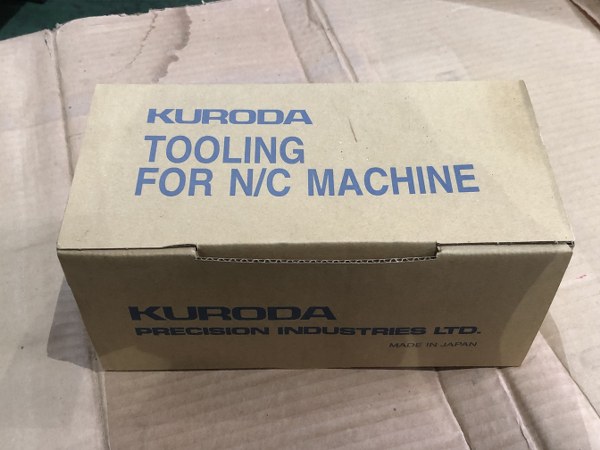 KURODA
TOOLING
FOR N/C MACHINE
KURODA
PRECISION INDUSTRIES LTD.
MADE IN JAPAN